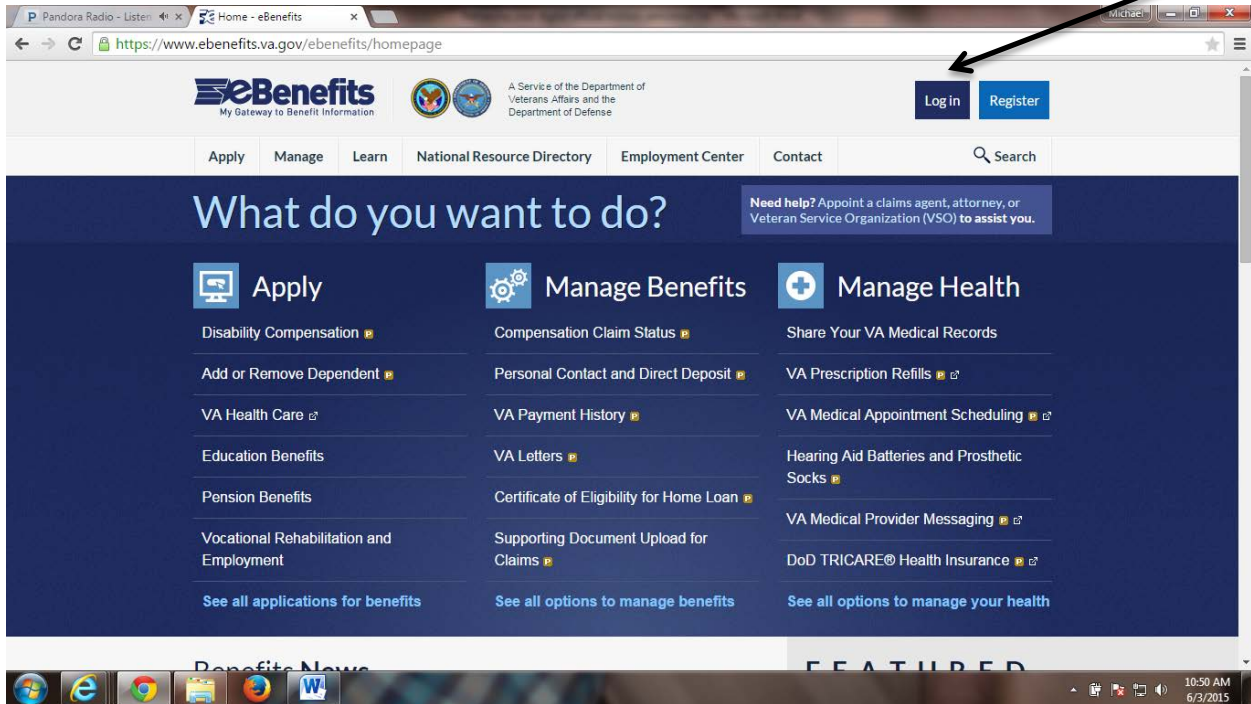 Pandora Radio - Listen
Home - eBenefits
Michael
https://www.ebenefits.va.gov/ebenefits/homepage
eBenefits
My Gateway to Benefit Information
A Service of the Department of
Veterans Affairs and the
Department of Defense
Log in
Register
Apply
Manage
Learn
National Resource Directory
Employment Center
Contact
Search
What do you want to do?
Need help? Appoint a claims agent, attorney, or
Veteran Service Organization (VSO) to assist you.
Apply
Disability Compensation P
Add or Remove Dependent P
VA Health Care
Education Benefits
Pension Benefits
Vocational Rehabilitation and
Employment
See all applications for benefits
Manage Benefits
Compensation Claim Status P
Personal Contact and Direct Deposit P
VA Payment History P
VA Letters P
Certificate of Eligibility for Home Loan P
Supporting Document Upload for
Claims P
See all options to manage benefits
Manage Health
Share Your VA Medical Records
VA Prescription Refills P
VA Medical Appointment Scheduling P
Hearing Aid Batteries and Prosthetic
Socks P
VA Medical Provider Messaging P
DoD TRICARE® Health Insurance P
See all options to manage your health
Benefits News
FEATURED
10:50 AM
6/3/2015